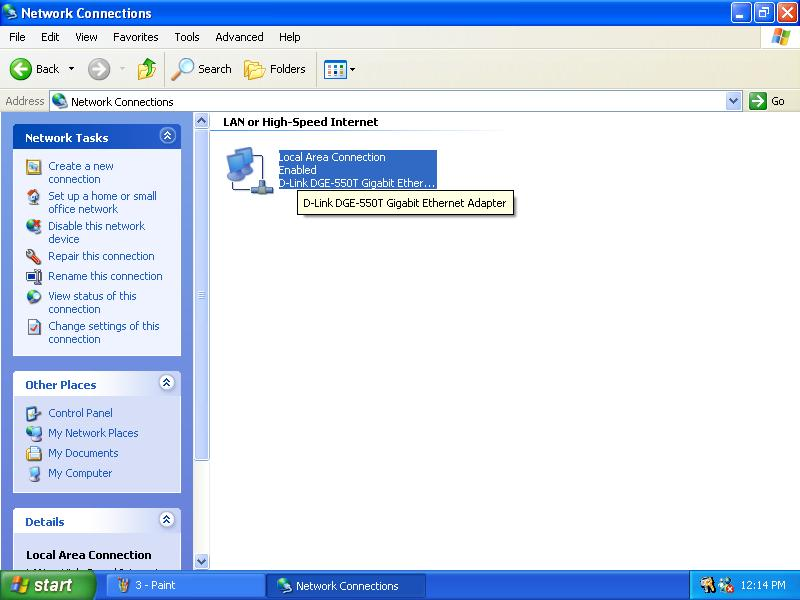 Network Connections
File Edit View Favorites Tools Advanced Help
Back Search Folders
Address Network Connections Go
Network Tasks
Create a new
connection
Set up a home or small
office network
Disable this network
device
Repair this connection
Rename this connection
View status of this
connection
Change settings of this
connection
Other Places
Control Panel
My Network Places
My Documents
My Computer
Details
Local Area Connection
LAN or High-Speed Internet
Local Area Connection
Enabled
D-Link DGE-550T Gigabit Ether...
D-Link DGE-550T Gigabit Ethernet Adapter
start 3 - Paint Network Connections 12:14 PM